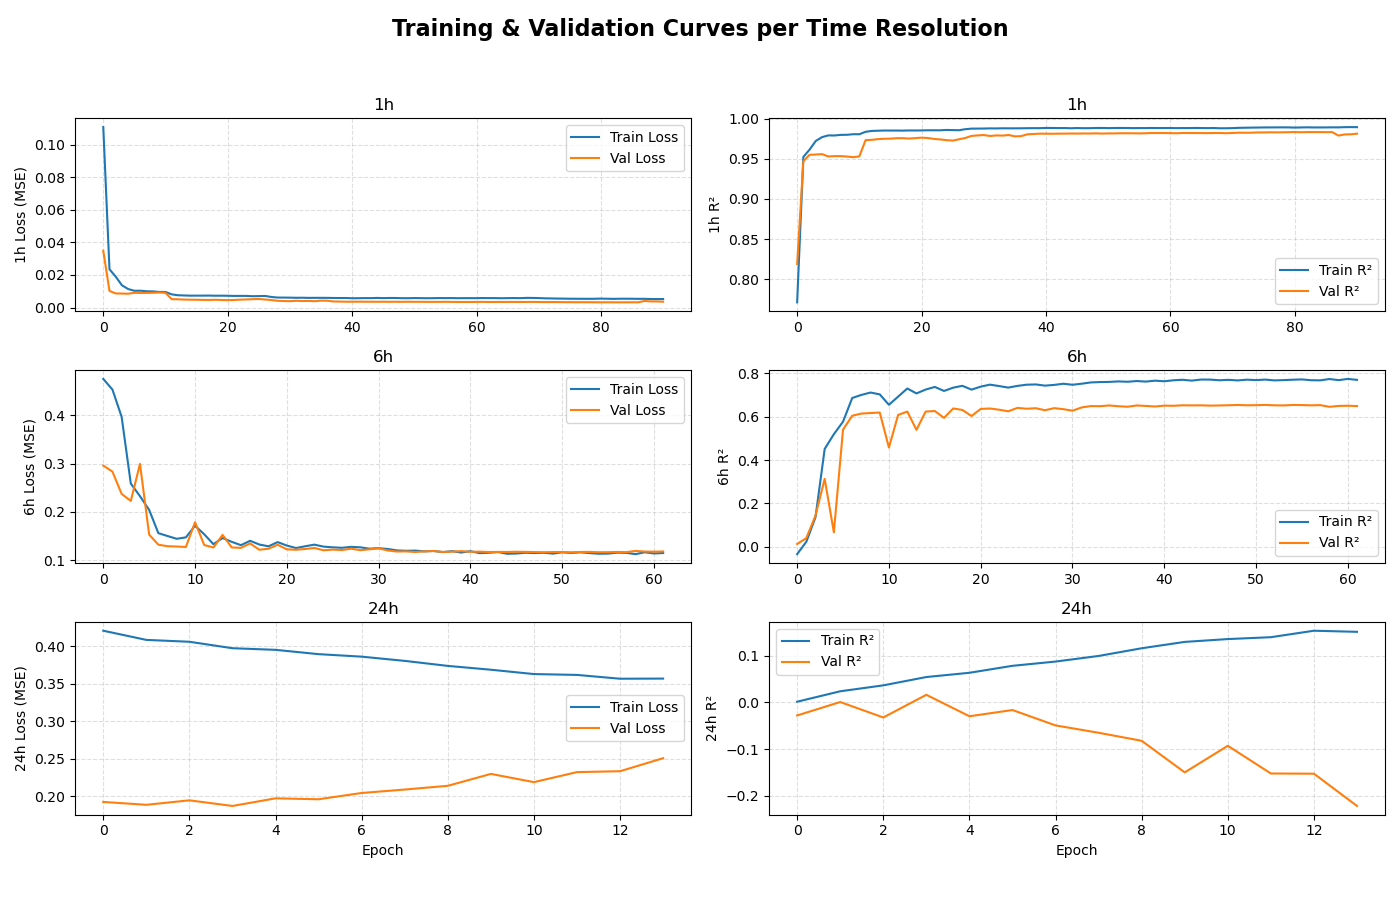 Training & Validation Curves per Time Resolution
1h
1h Loss (MSE)
0.10
0.08
0.06
0.04
0.02
0.00
0 20 40 60 80
Train Loss
Val Loss
1h
1h R²
1.00
0.95
0.90
0.85
0.80
0 20 40 60 80
Train R²
Val R²
6h
6h Loss (MSE)
0.4
0.3
0.2
0.1
0 10 20 30 40 50 60
Train Loss
Val Loss
6h
6h R²
0.8
0.6
0.4
0.2
0.0
0 10 20 30 40 50 60
Train R²
Val R²
24h
24h Loss (MSE)
0.40
0.35
0.30
0.25
0.20
0 2 4 6 8 10 12
Epoch
Train Loss
Val Loss
24h
24h R²
0.1
0.0
−0.1
−0.2
0 2 4 6 8 10 12
Epoch
Train R²
Val R²